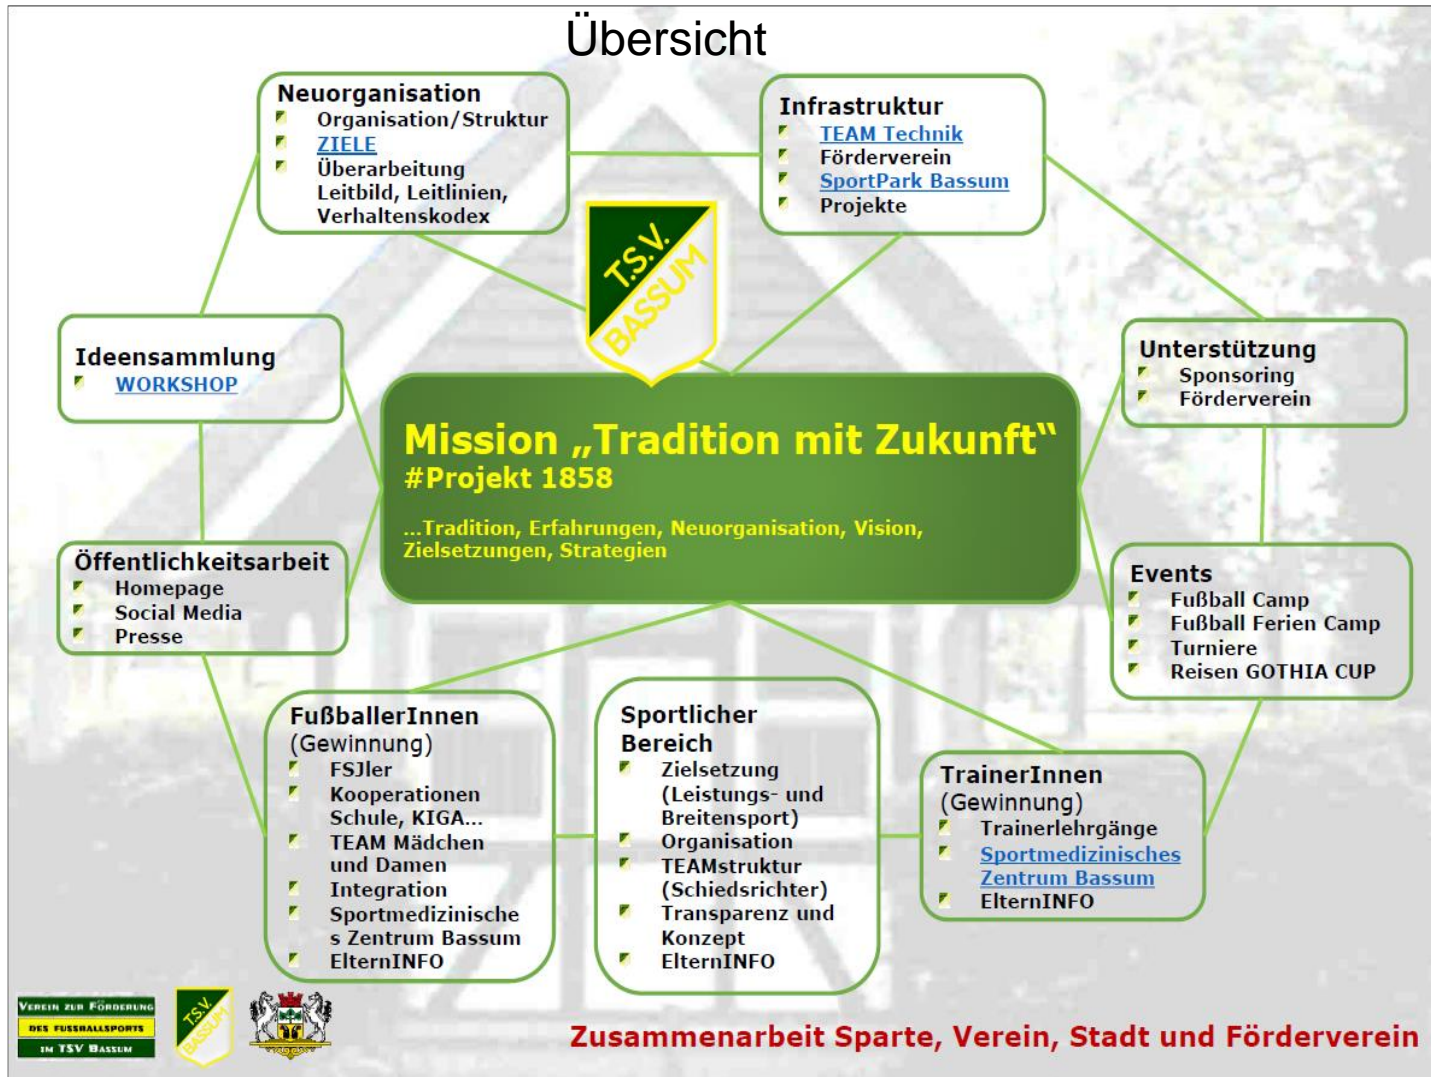 Übersicht
Neuorganisation
Organisation/Struktur
ZIELE
Überarbeitung
Leitbild, Leitlinien,
Verhaltenskodex
Infrastruktur
TEAM Technik
Förderverein
SportPark Bassum
Projekte
T.S.V.
BASSUM
Ideensammlung
WORKSHOP
Unterstützung
Sponsoring
Förderverein
Mission „Tradition mit Zukunft“
#Projekt 1858
...Tradition, Erfahrungen, Neuorganisation, Vision,
Zielsetzungen, Strategien
Öffentlichkeitsarbeit
Homepage
Social Media
Presse
Events
Fußball Camp
Fußball Ferien Camp
Turniere
Reisen GOTHIA CUP
FußballerInnen
(Gewinnung)
FSJler
Kooperationen
Schule, KIGA...
TEAM Mädchen
und Damen
Integration
Sportmedizinische
s Zentrum Bassum
ElternINFO
Sportlicher
Bereich
Zielsetzung
(Leistungs- und
Breitensport)
Organisation
TEAMstruktur
(Schiedsrichter)
Transparenz und
Konzept
ElternINFO
TrainerInnen
(Gewinnung)
Trainerlehrgänge
Sportmedizinisches
Zentrum Bassum
ElternINFO
VEREIN ZUR FÖRDERUNG
DES FUSSBALLSPORTS
IM TSV BASSUM
T.S.V.
BASSUM
Zusammenarbeit Sparte, Verein, Stadt und Förderverein